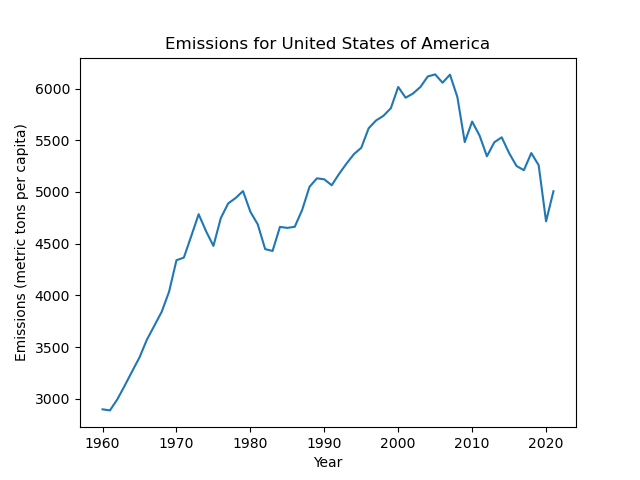 Emissions for United States of America
Emissions (metric tons per capita)
6000
5500
5000
4500
4000
3500
3000
1960 1970 1980 1990 2000 2010 2020
Year